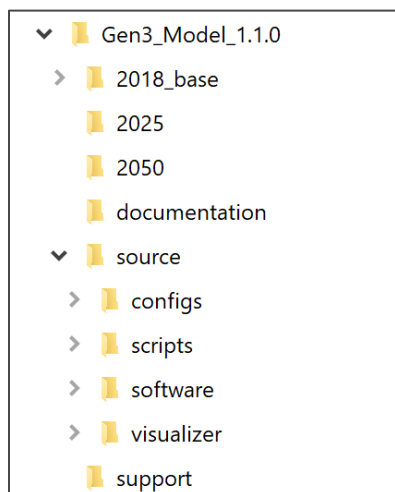 Gen3_Model_1.1.0
2018_base
2025
2050
documentation
source
configs
scripts
software
visualizer
support